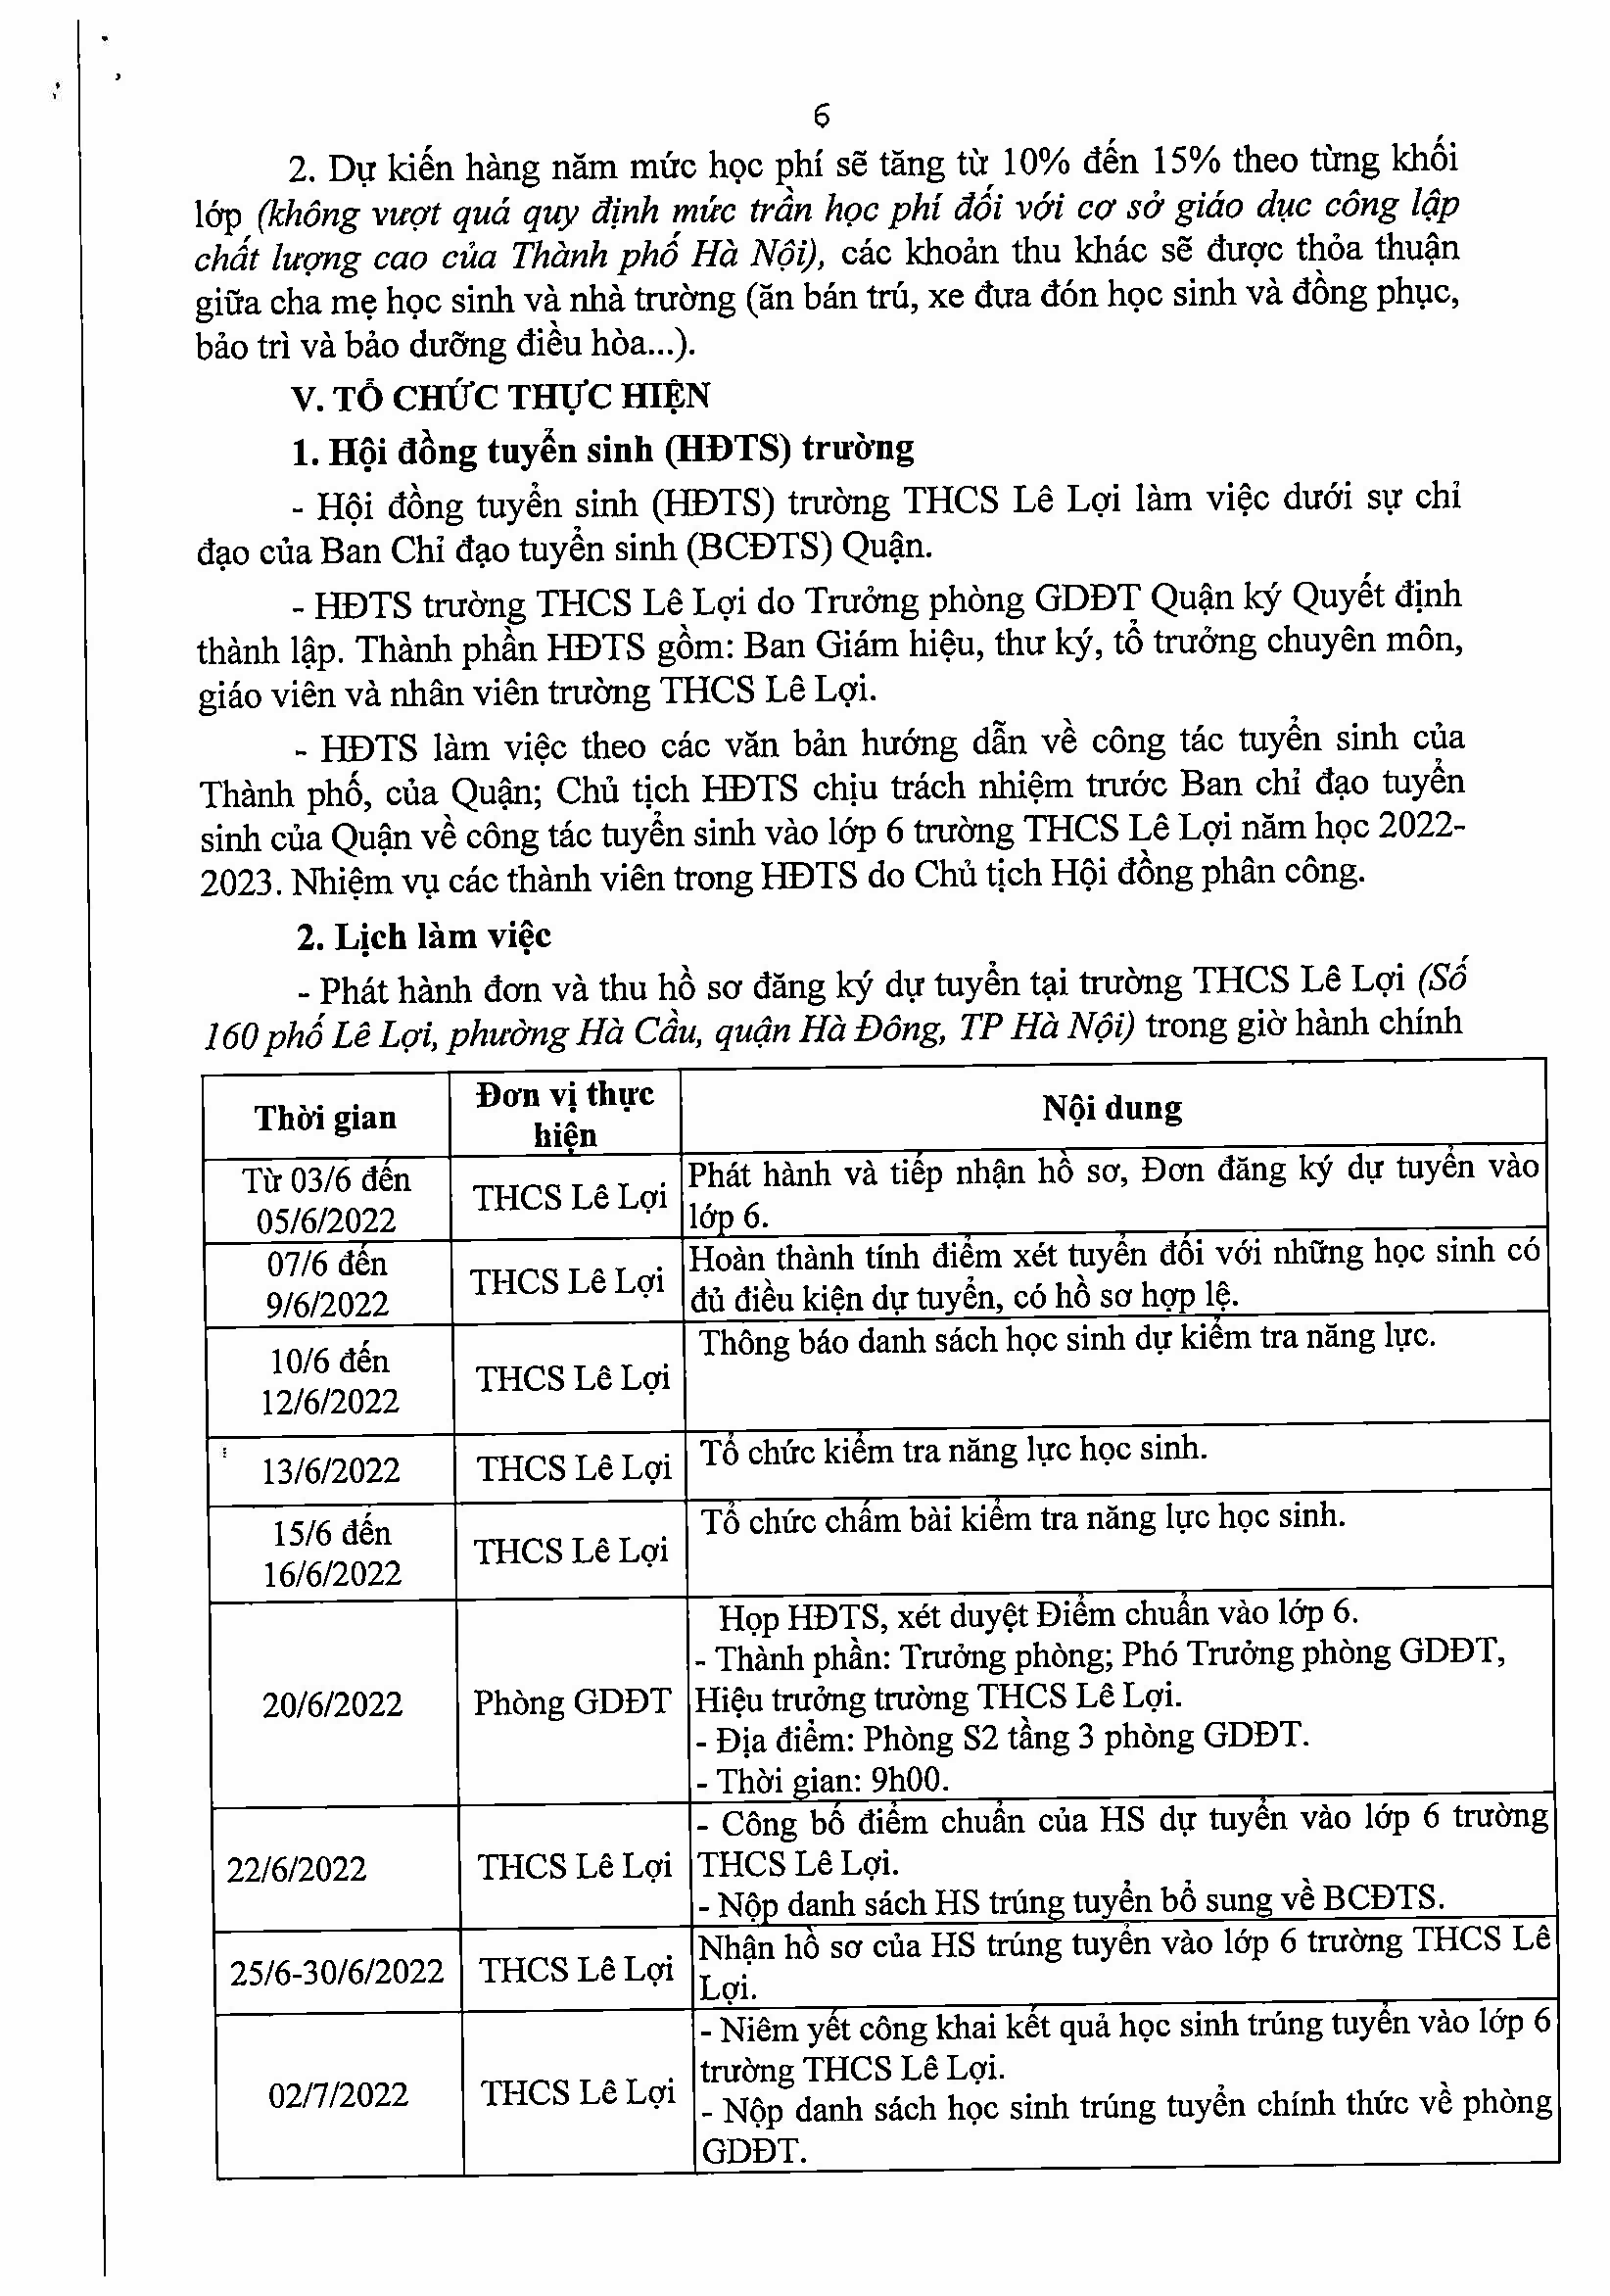 6
2. Dự kiến hàng năm mức học phí sẽ tăng từ 10% đến 15% theo từng khối
lớp (không vượt quá quy định mức trần học phí đối với cơ sở giáo dục công lập
chất lượng cao của Thành phố Hà Nội), các khoản thu khác sẽ được thỏa thuận
giữa cha mẹ học sinh và nhà trường (ăn bán trú, xe đưa đón học sinh và đồng phục,
bảo trì và bảo dưỡng điều hòa...).
V. TỔ CHỨC THỰC HIỆN
1. Hội đồng tuyển sinh (HĐTS) trường
- Hội đồng tuyển sinh (HĐTS) trường THCS Lê Lợi làm việc dưới sự chỉ
đạo của Ban Chỉ đạo tuyển sinh (BCĐTS) Quận.
- HĐTS trường THCS Lê Lợi do Trưởng phòng GDĐT Quận ký Quyết định
thành lập. Thành phần HĐTS gồm: Ban Giám hiệu, thư ký, tổ trưởng chuyên môn,
giáo viên và nhân viên trường THCS Lê Lợi.
- HĐTS làm việc theo các văn bản hướng dẫn về công tác tuyển sinh của
Thành phố, của Quận; Chủ tịch HĐTS chịu trách nhiệm trước Ban chỉ đạo tuyển
sinh của Quận về công tác tuyển sinh vào lớp 6 trường THCS Lê Lợi năm học 2022-
2023. Nhiệm vụ các thành viên trong HĐTS do Chủ tịch Hội đồng phân công.
2. Lịch làm việc
- Phát hành đơn và thu hồ sơ đăng ký dự tuyển tại trường THCS Lê Lợi (Số
160 phố Lê Lợi, phường Hà Cầu, quận Hà Đông, TP Hà Nội) trong giờ hành chính
Thời gian
Đơn vị thực
hiện
Nội dung
Từ 03/6 đến
05/6/2022
THCS Lê Lợi
Phát hành và tiếp nhận hồ sơ, Đơn đăng ký dự tuyển vào
lớp 6.
07/6 đến
9/6/2022
THCS Lê Lợi
Hoàn thành tính điểm xét tuyển đối với những học sinh có
đủ điều kiện dự tuyển, có hồ sơ hợp lệ.
10/6 đến
12/6/2022
THCS Lê Lợi
Thông báo danh sách học sinh dự kiểm tra năng lực.
13/6/2022
THCS Lê Lợi
Tổ chức kiểm tra năng lực học sinh.
15/6 đến
16/6/2022
THCS Lê Lợi
Tổ chức chấm bài kiểm tra năng lực học sinh.
20/6/2022
Phòng GDĐT
Họp HĐTS, xét duyệt Điểm chuẩn vào lớp 6.
- Thành phần: Trưởng phòng; Phó Trưởng phòng GDĐT,
Hiệu trưởng trường THCS Lê Lợi.
- Địa điểm: Phòng S2 tầng 3 phòng GDĐT.
- Thời gian: 9h00.
22/6/2022
THCS Lê Lợi
- Công bố điểm chuẩn của HS dự tuyển vào lớp 6 trường
THCS Lê Lợi.
- Nộp danh sách HS trúng tuyển bổ sung về BCĐTS.
25/6-30/6/2022
THCS Lê Lợi
Nhận hồ sơ của HS trúng tuyển vào lớp 6 trường THCS Lê
Lợi.
02/7/2022
THCS Lê Lợi
- Niêm yết công khai kết quả học sinh trúng tuyển vào lớp 6
trường THCS Lê Lợi.
- Nộp danh sách học sinh trúng tuyển chính thức về phòng
GDĐT.